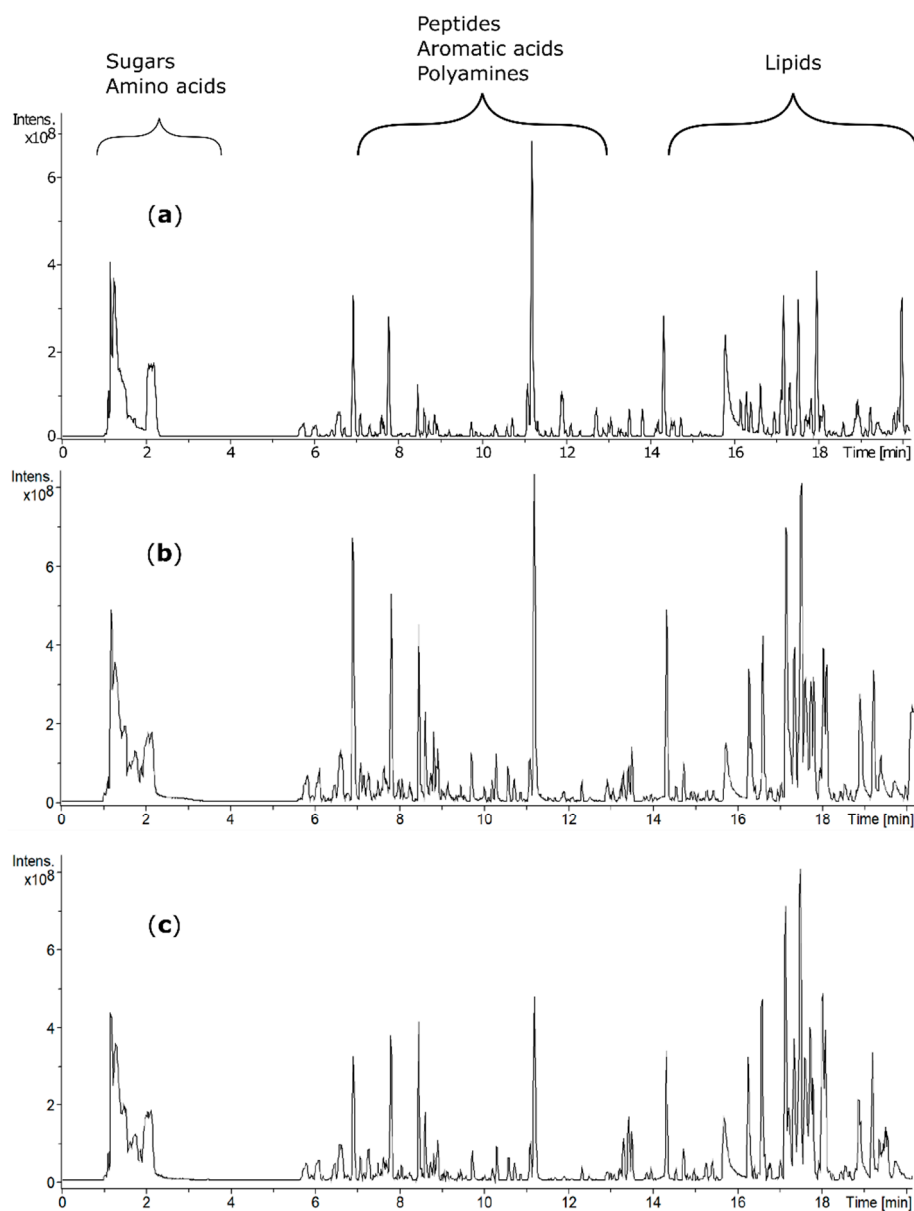 Peptides
Aromatic acids
Polyamines
Sugars
Amino acids
Lipids
Intens.
x10⁸
6
4
2
0
(a)
0 2 4 6 8 10 12 14 16 18
Time [min]
Intens.
x10⁸
6
4
2
0
(b)
0 2 4 6 8 10 12 14 16 18
Time [min]
Intens.
x10⁸
6
4
2
0
(c)
0 2 4 6 8 10 12 14 16 18
Time [min]